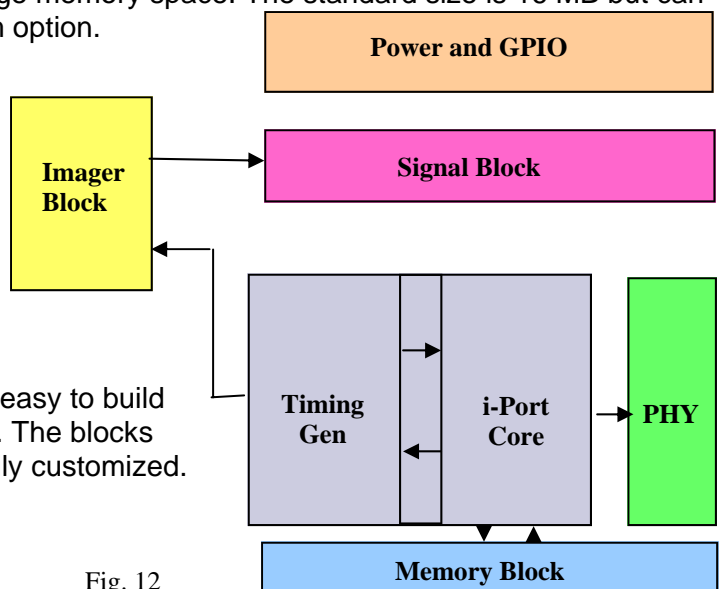 memory space. The standard size is 16 MB but can
option.
Power and GPIO
Imager
Block
Signal Block
easy to build
. The blocks
customized.
Timing
Gen
i-Port
Core
PHY
Fig. 12
Memory Block